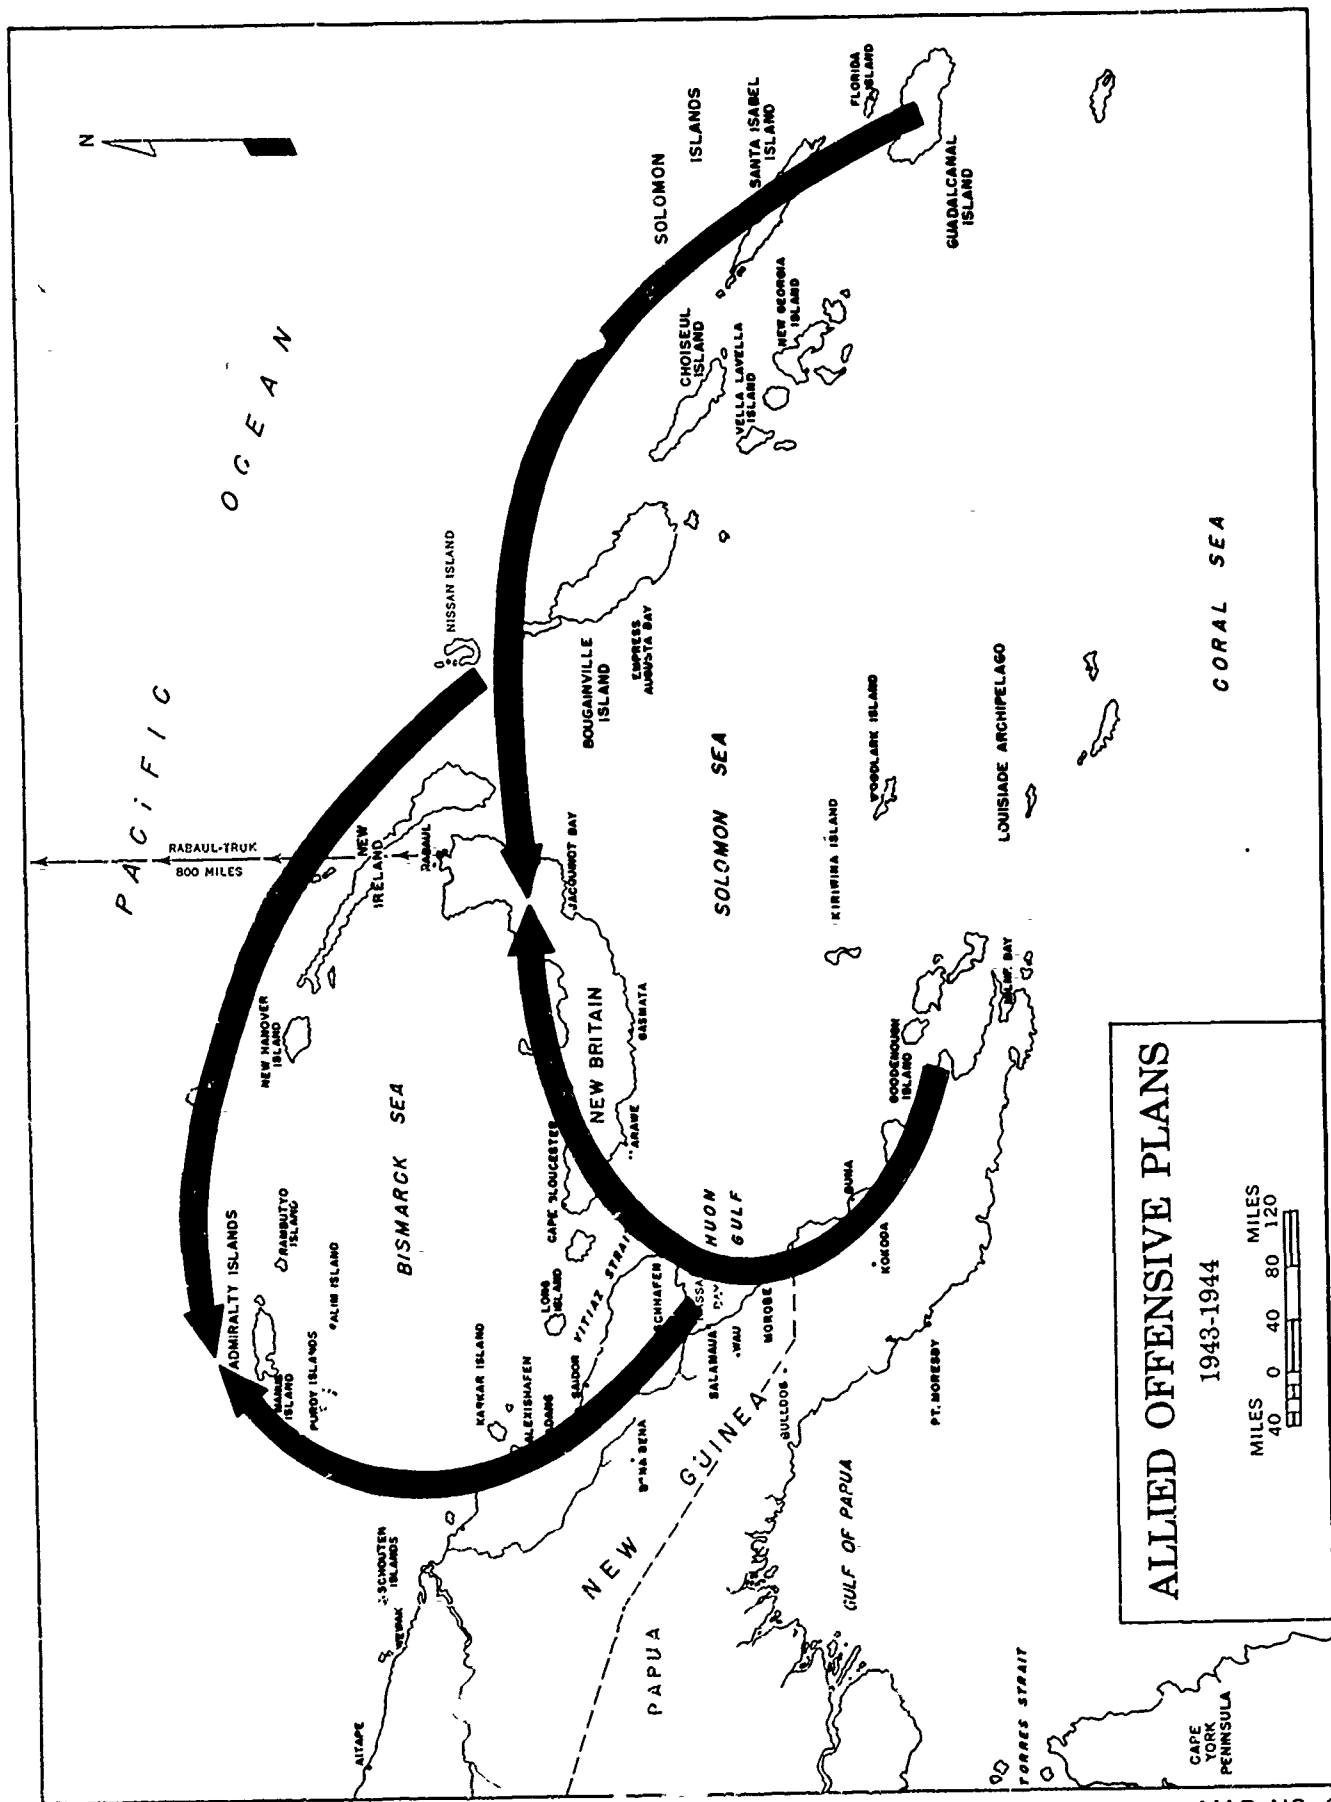 N
PACIFIC
OCEAN
RABAUL-TRUK
800 MILES
SOLOMON
ISLANDS
SANTA ISABEL
ISLAND
FLORIDA
ISLAND
GUADALCANAL
ISLAND
CHOISEUL
ISLAND
VELLA LAVELLA
ISLAND
NEW GEORGIA
ISLAND
NISSAN ISLAND
BOUGAINVILLE
ISLAND
EMPRESS
AUGUSTA BAY
NEW
IRELAND
RABAUL
JACQUINOT BAY
NEW HANOVER
ISLAND
BISMARCK SEA
NEW BRITAIN
GASMATA
ARAWE
CAPE GLOUCESTER
SOLOMON SEA
WOODLARK ISLAND
KIRIWINA ISLAND
LOUISIADE ARCHIPELAGO
CORAL SEA
GOODENOUGH
ISLAND
BAY
ADMIRALTY ISLANDS
RAMBUTYO
ISLAND
ALIM ISLAND
MANUS
ISLAND
PURDY ISLANDS
LONG
ISLAND
VITIAZ STRAIT
HUON
GULF
BUNA
KOKODA
KARKAR ISLAND
ALEXISHAFEN
SAIDOR
SALAMAUA
WAU
MOROBE
BULLDOG
PT. MORESBY
BENA BENA
NEW GUINEA
PAPUA
GULF OF PAPUA
SCHOUTEN
ISLANDS
WEWAK
AITAPE
TORRES STRAIT
CAPE
YORK
PENINSULA
ALLIED OFFENSIVE PLANS
1943-1944
MILES MILES
40 0 40 80 120